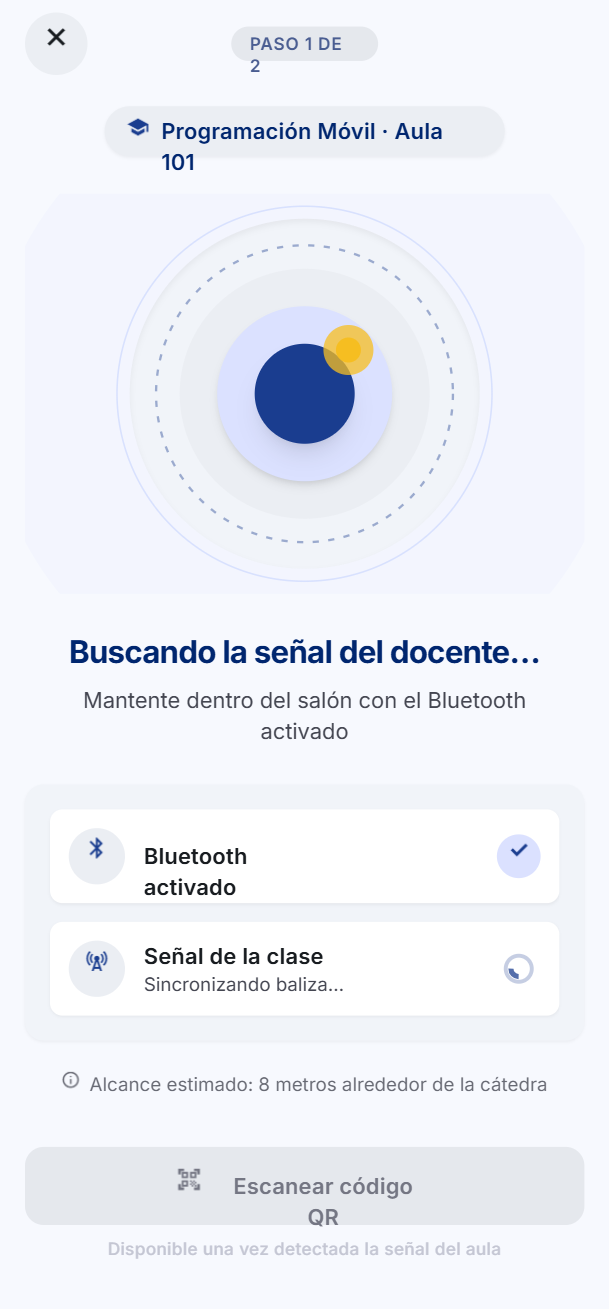 PASO 1 DE
2
Programación Móvil · Aula
101
Buscando la señal del docente...
Mantente dentro del salón con el Bluetooth
activado
Bluetooth
activado
Señal de la clase
Sincronizando baliza...
Alcance estimado: 8 metros alrededor de la cátedra
Escanear código
QR
Disponible una vez detectada la señal del aula